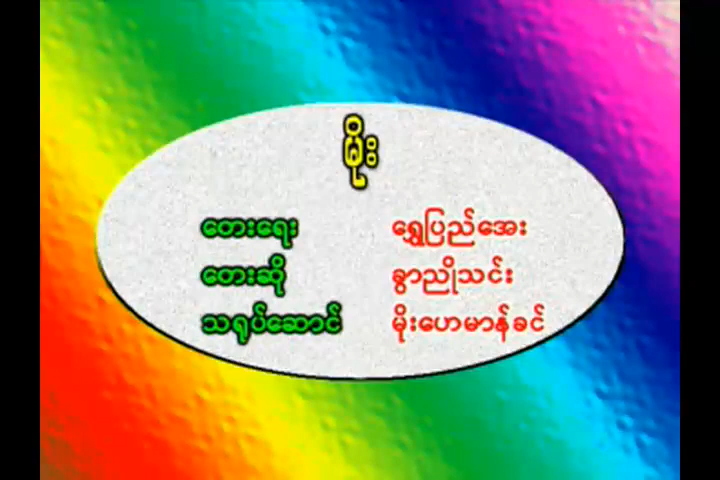 မိုး
တေးရေး ရွှေပြည်အေး
တေးဆို ခွာညိုသင်း
သရုပ်ဆောင် မိုးဟေမာန်ခင်